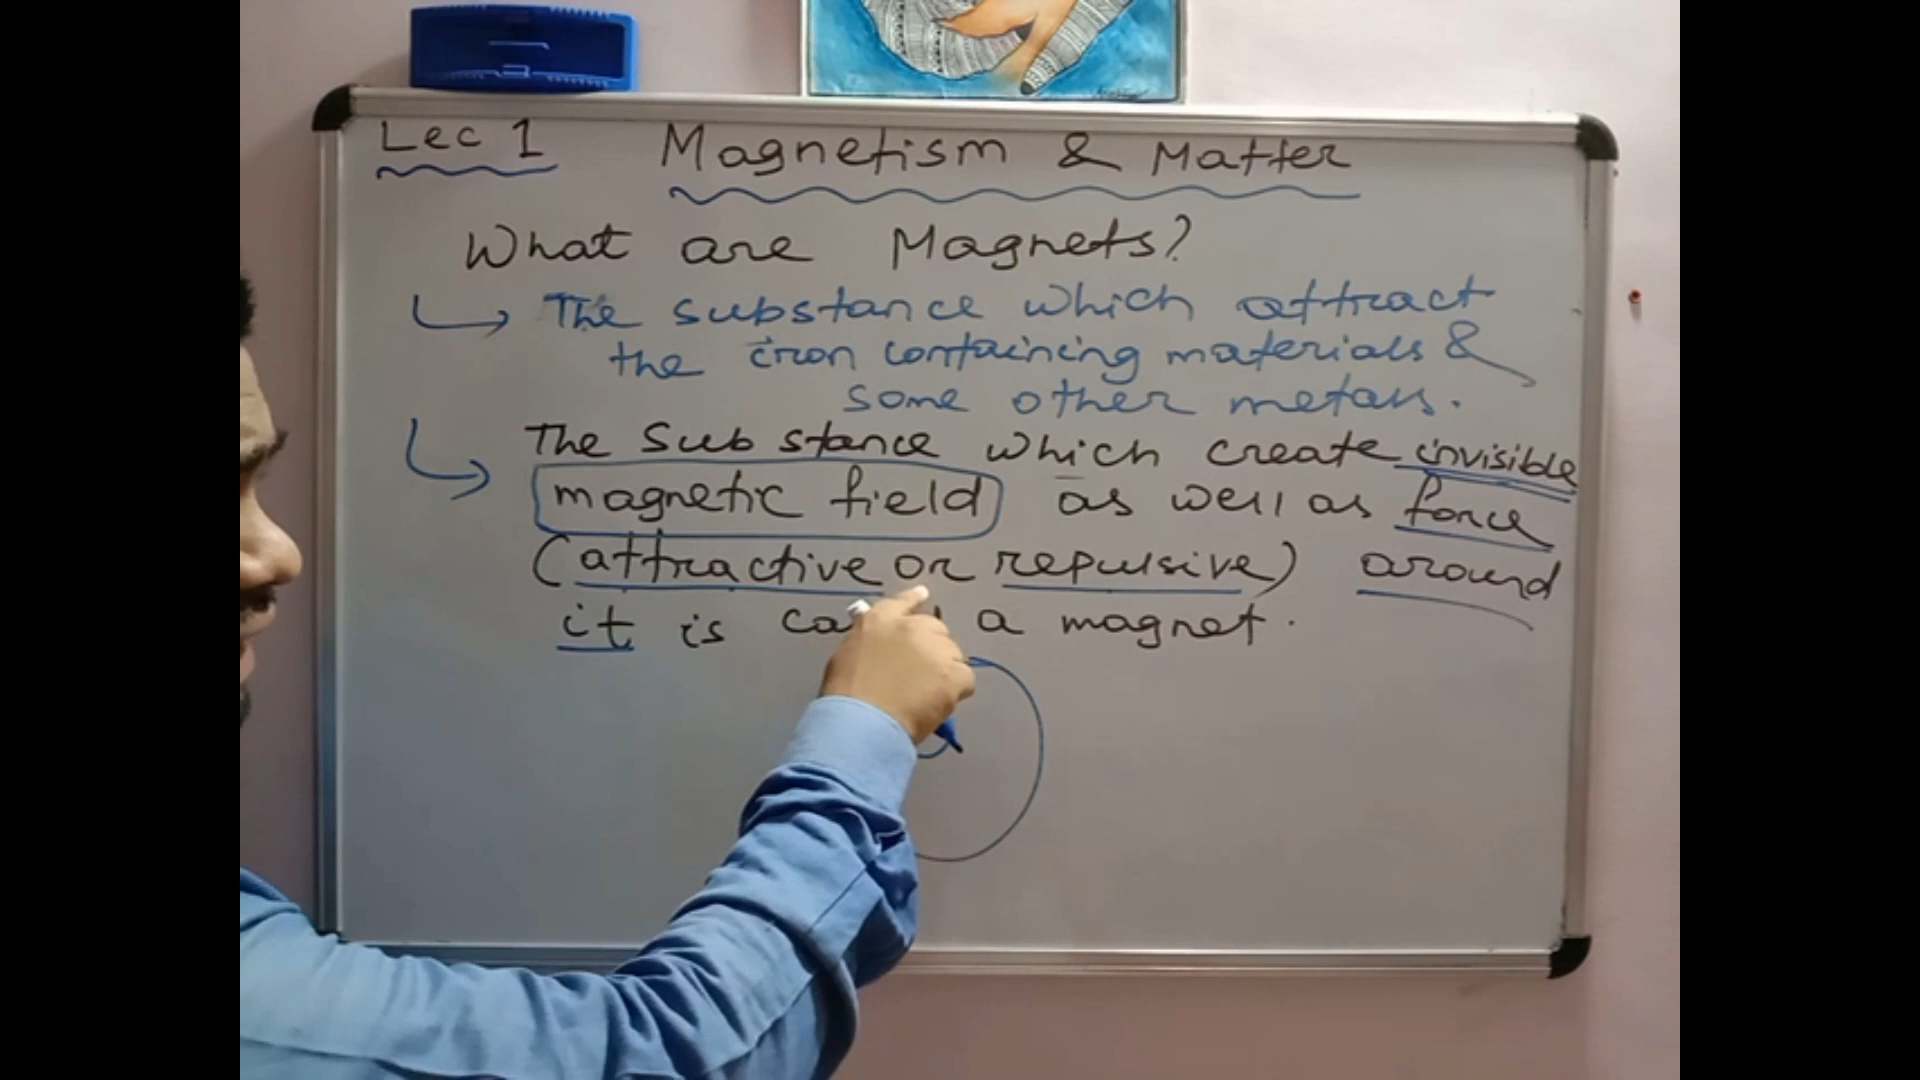 Lec 1 Magnetism & Matter
What are Magnets?
The substance which attract
the iron containing materials &
some other metals.
The Substance which create invisible
magnetic field as well as force
(attractive or repulsive) around
it is a magnet.